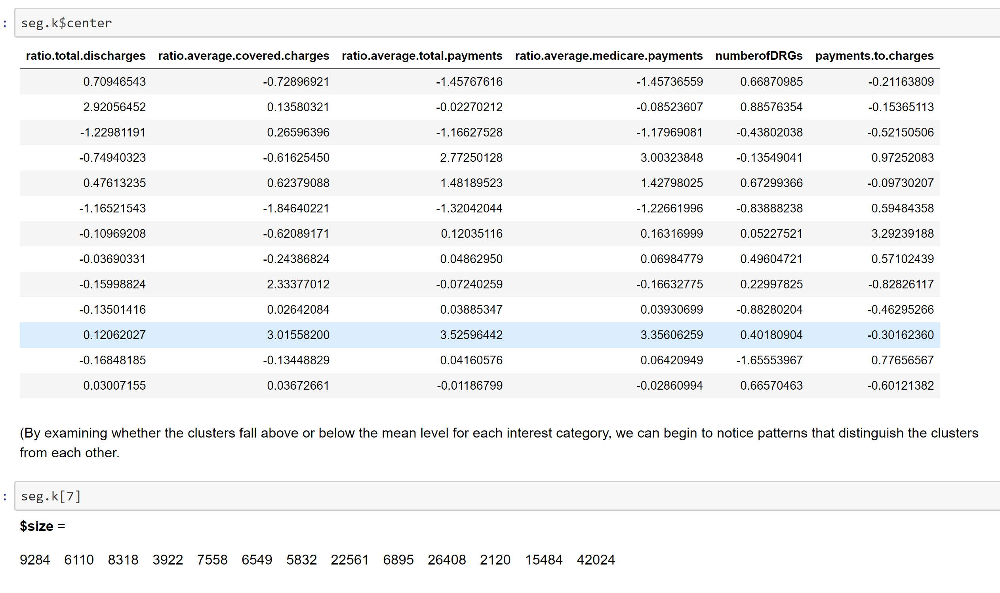 : seg.k$center
ratio.total.discharges ratio.average.covered.charges ratio.average.total.payments ratio.average.medicare.payments numberofDRGs payments.to.charges
0.70946543 -0.72896921 -1.45767616 -1.45736559 0.66870985 -0.21163809
2.92056452 0.13580321 -0.02270212 -0.08523607 0.88576354 -0.15365113
-1.22981191 0.26596396 -1.16627528 -1.17969081 -0.43802038 -0.52150506
-0.74940323 -0.61625450 2.77250128 3.00323848 -0.13549041 0.97252083
0.47613235 0.62379088 1.48189523 1.42798025 0.67299366 -0.09730207
-1.16521543 -1.84640221 -1.32042044 -1.22661996 -0.83888238 0.59484358
-0.10969208 -0.62089171 0.12035116 0.16316999 0.05227521 3.29239188
-0.03690331 -0.24386824 0.04862950 0.06984779 0.49604721 0.57102439
-0.15998824 2.33377012 -0.07240259 -0.16632775 0.22997825 -0.82826117
-0.13501416 0.02642084 0.03885347 0.03930699 -0.88280204 -0.46295266
0.12062027 3.01558200 3.52596442 3.35606259 0.40180904 -0.30162360
-0.16848185 -0.13448829 0.04160576 0.06420949 -1.65553967 0.77656567
0.03007155 0.03672661 -0.01186799 -0.02860994 0.66570463 -0.60121382
(By examining whether the clusters fall above or below the mean level for each interest category, we can begin to notice patterns that distinguish the clusters
from each other.
: seg.k[7]
$size =
9284 6110 8318 3922 7558 6549 5832 22561 6895 26408 2120 15484 42024